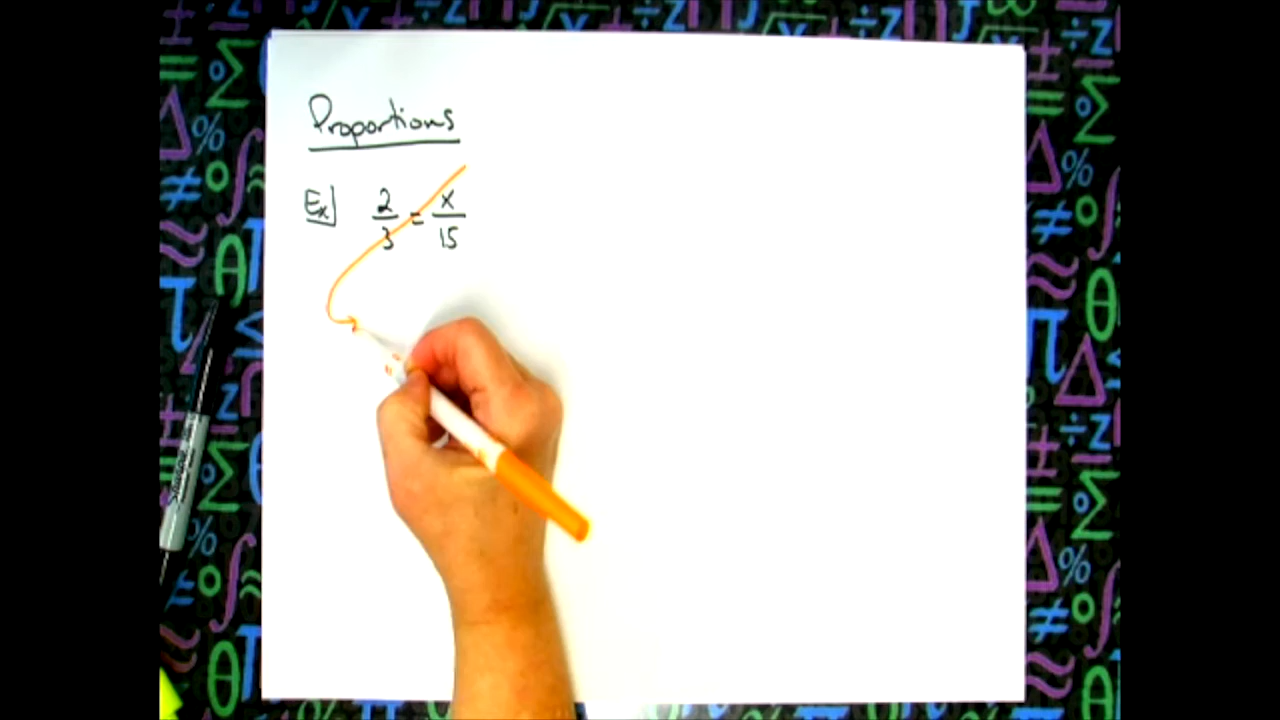 Proportions
Ex] 2/3 = x/15